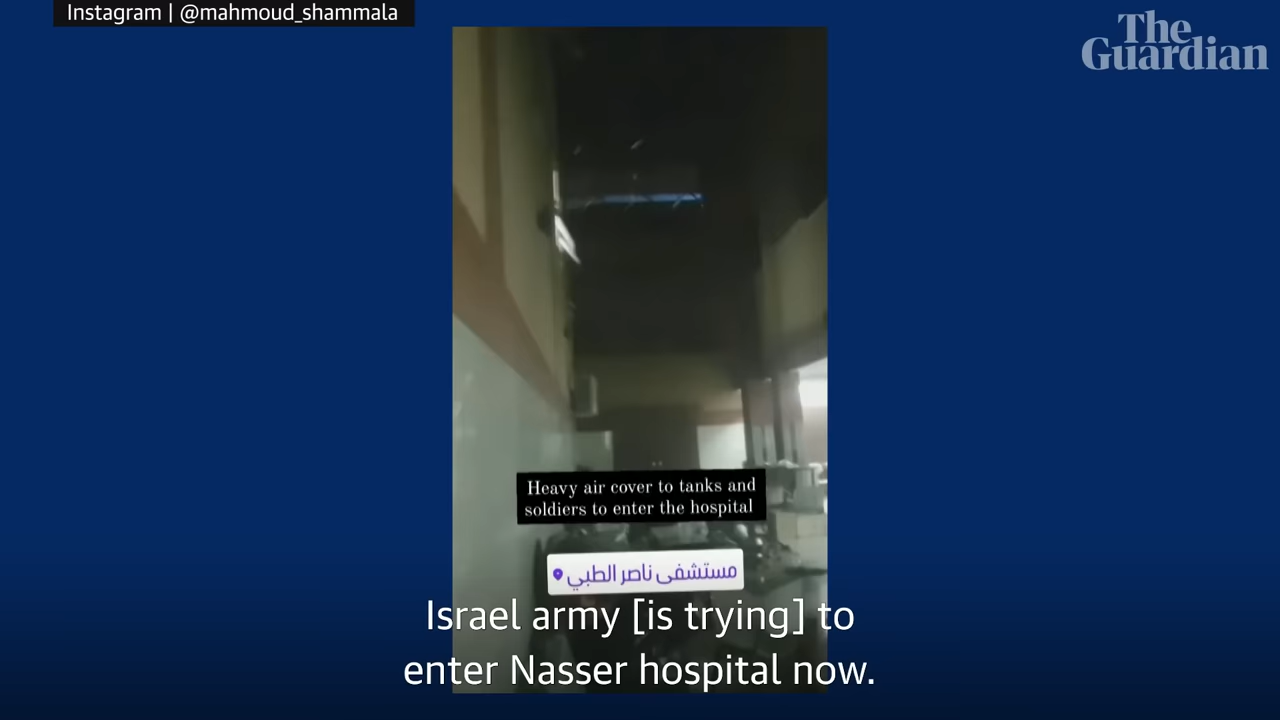 Instagram | @mahmoud_shammala
The
Guardian
Heavy air cover to tanks and
soldiers to enter the hospital
مستشفى ناصر الطبي
Israel army [is trying] to
enter Nasser hospital now.